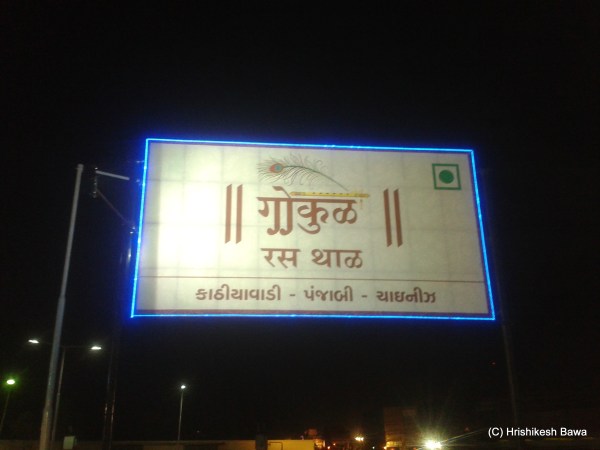 || ગોકુળ ||
રસ થાળ
કાઠીયાવાડી - પંજાબી - ચાઇનીઝ
(C) Hrishikesh Bawa